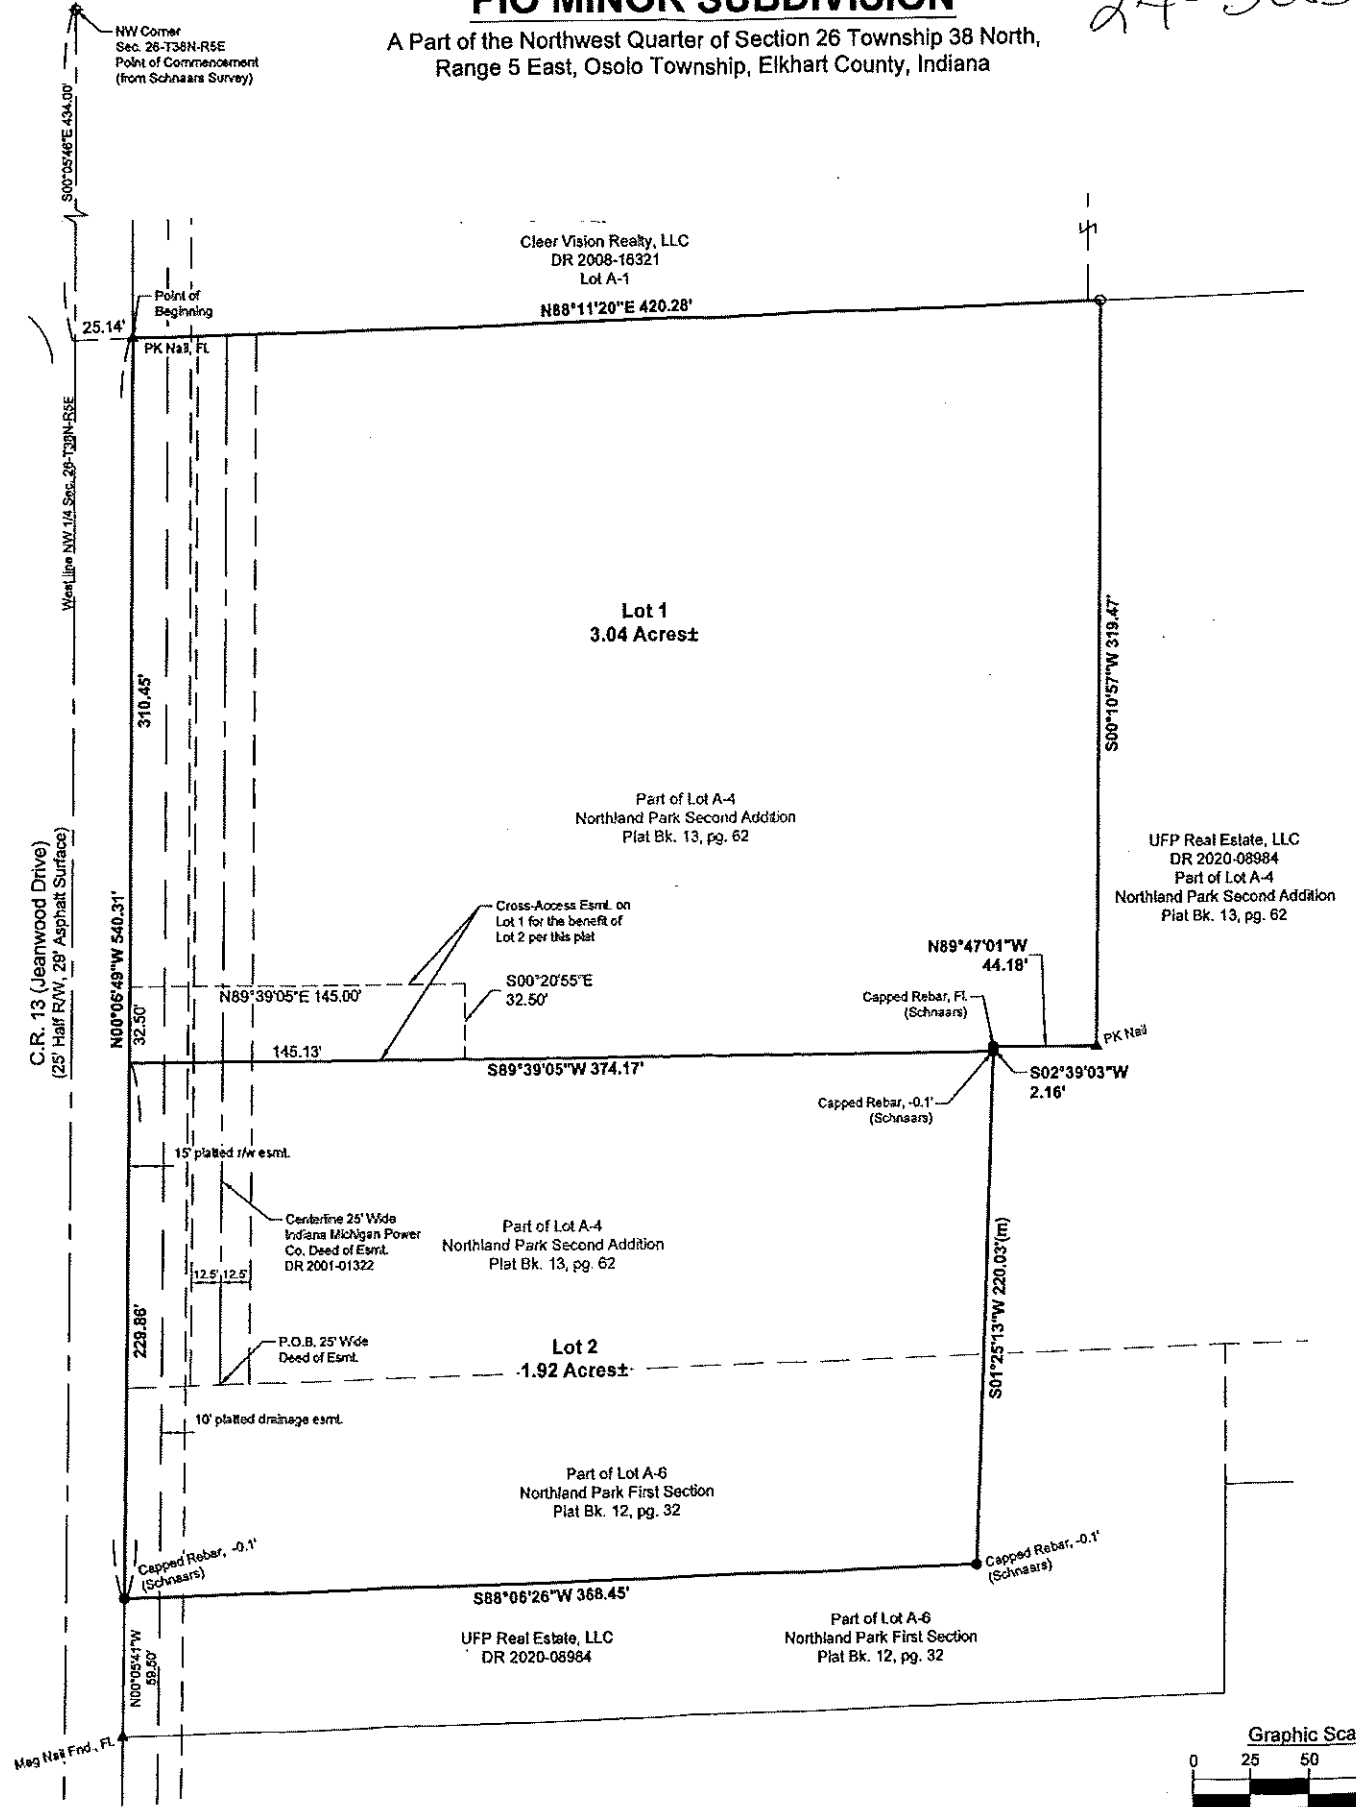 PIO MINOR SUBDIVISION
A Part of the Northwest Quarter of Section 26 Township 38 North,
Range 5 East, Osolo Township, Elkhart County, Indiana
NW Corner
Sec. 26-T38N-R5E
Point of Commencement
(from Schnaars Survey)
S00°05'46"E 434.00'
Cleer Vision Realty, LLC
DR 2008-16321
Lot A-1
Point of
Beginning
25.14'
PK Nail, Fl.
N88°11'20"E 420.28'
West line NW 1/4 Sec. 26-T38N-R5E
Lot 1
3.04 Acres±
310.45'
S00°10'57"W 319.47'
Part of Lot A-4
Northland Park Second Addition
Plat Bk. 13, pg. 62
UFP Real Estate, LLC
DR 2020-08984
Part of Lot A-4
Northland Park Second Addition
Plat Bk. 13, pg. 62
C.R. 13 (Jeanwood Drive)
(25' Half R/W, 29' Asphalt Surface)
N00°06'49"W 540.31'
Cross-Access Esmt. on
Lot 1 for the benefit of
Lot 2 per this plat
N89°47'01"W
44.18'
S00°20'55"E
32.50'
N89°39'05"E 145.00'
Capped Rebar, Fl.
(Schnaars)
32.50'
PK Nail
145.13'
S89°39'05"W 374.17'
S02°39'03"W
2.16'
Capped Rebar, -0.1'
(Schnaars)
15' platted r/w esmt.
Centerline 25' Wide
Indiana Michigan Power
Co. Deed of Esmt.
DR 2001-01322
Part of Lot A-4
Northland Park Second Addition
Plat Bk. 13, pg. 62
12.5' 12.5'
S01°25'13"W 220.03'(m)
229.86'
P.O.B. 25' Wide
Deed of Esmt.
Lot 2
1.92 Acres±
10' platted drainage esmt.
Part of Lot A-6
Northland Park First Section
Plat Bk. 12, pg. 32
Capped Rebar, -0.1'
(Schnaars)
Capped Rebar, -0.1'
(Schnaars)
S88°06'26"W 368.45'
UFP Real Estate, LLC
DR 2020-08984
Part of Lot A-6
Northland Park First Section
Plat Bk. 12, pg. 32
N00°05'41"W
59.50'
Mag Nail Fnd., Fl.
Graphic Sca
0 25 50